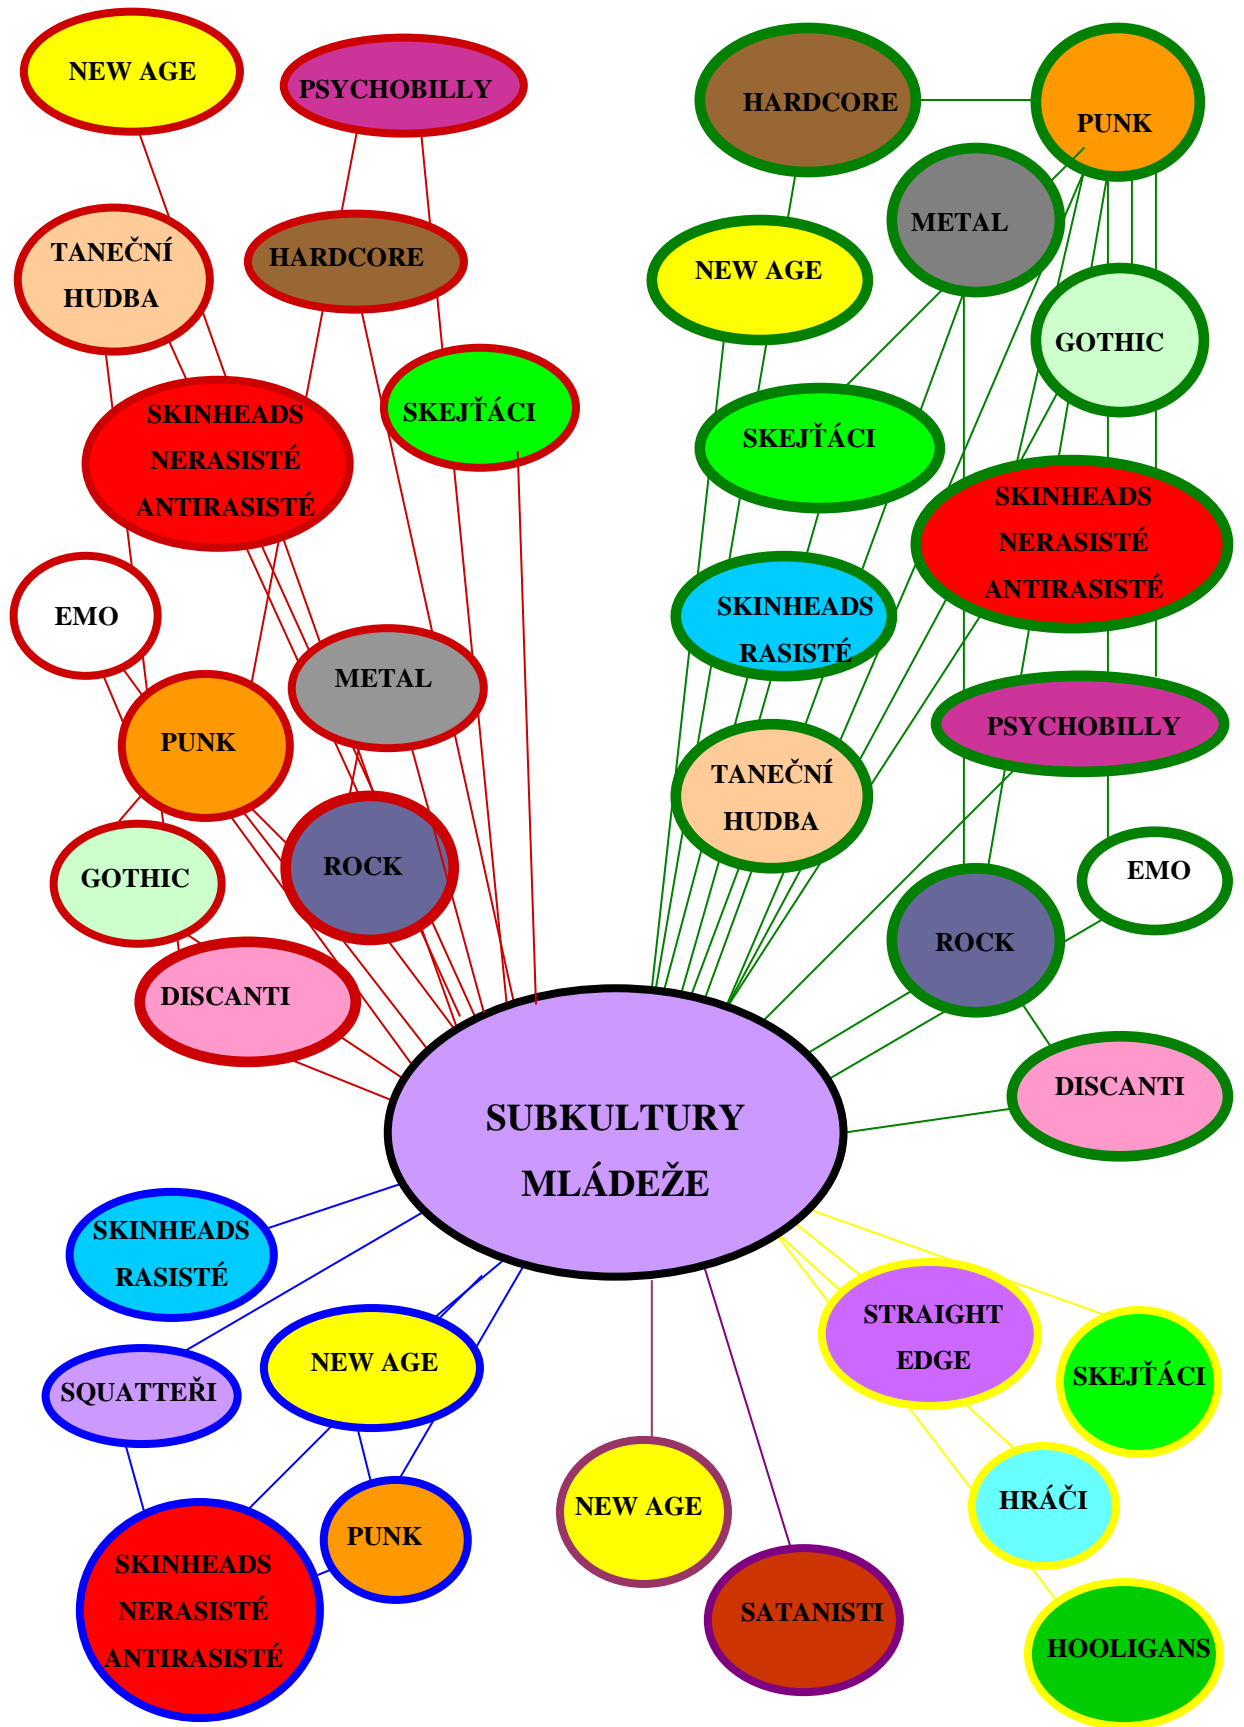 NEW AGE
PSYCHOBILLY
HARDCORE
PUNK
TANEČNÍ
HUDBA
HARDCORE
METAL
NEW AGE
GOTHIC
SKEJŤÁCI
SKINHEADS
NERASISTÉ
ANTIRASISTÉ
SKEJŤÁCI
SKINHEADS
NERASISTÉ
ANTIRASISTÉ
EMO
SKINHEADS
RASISTÉ
METAL
PUNK
PSYCHOBILLY
TANEČNÍ
HUDBA
GOTHIC
ROCK
EMO
DISCANTI
ROCK
DISCANTI
SUBKULTURY
MLÁDEŽE
SKINHEADS
RASISTÉ
SQUATTEŘI
NEW AGE
STRAIGHT
EDGE
SKEJŤÁCI
PUNK
NEW AGE
HRÁČI
SKINHEADS
NERASISTÉ
ANTIRASISTÉ
SATANISTI
HOOLIGANS